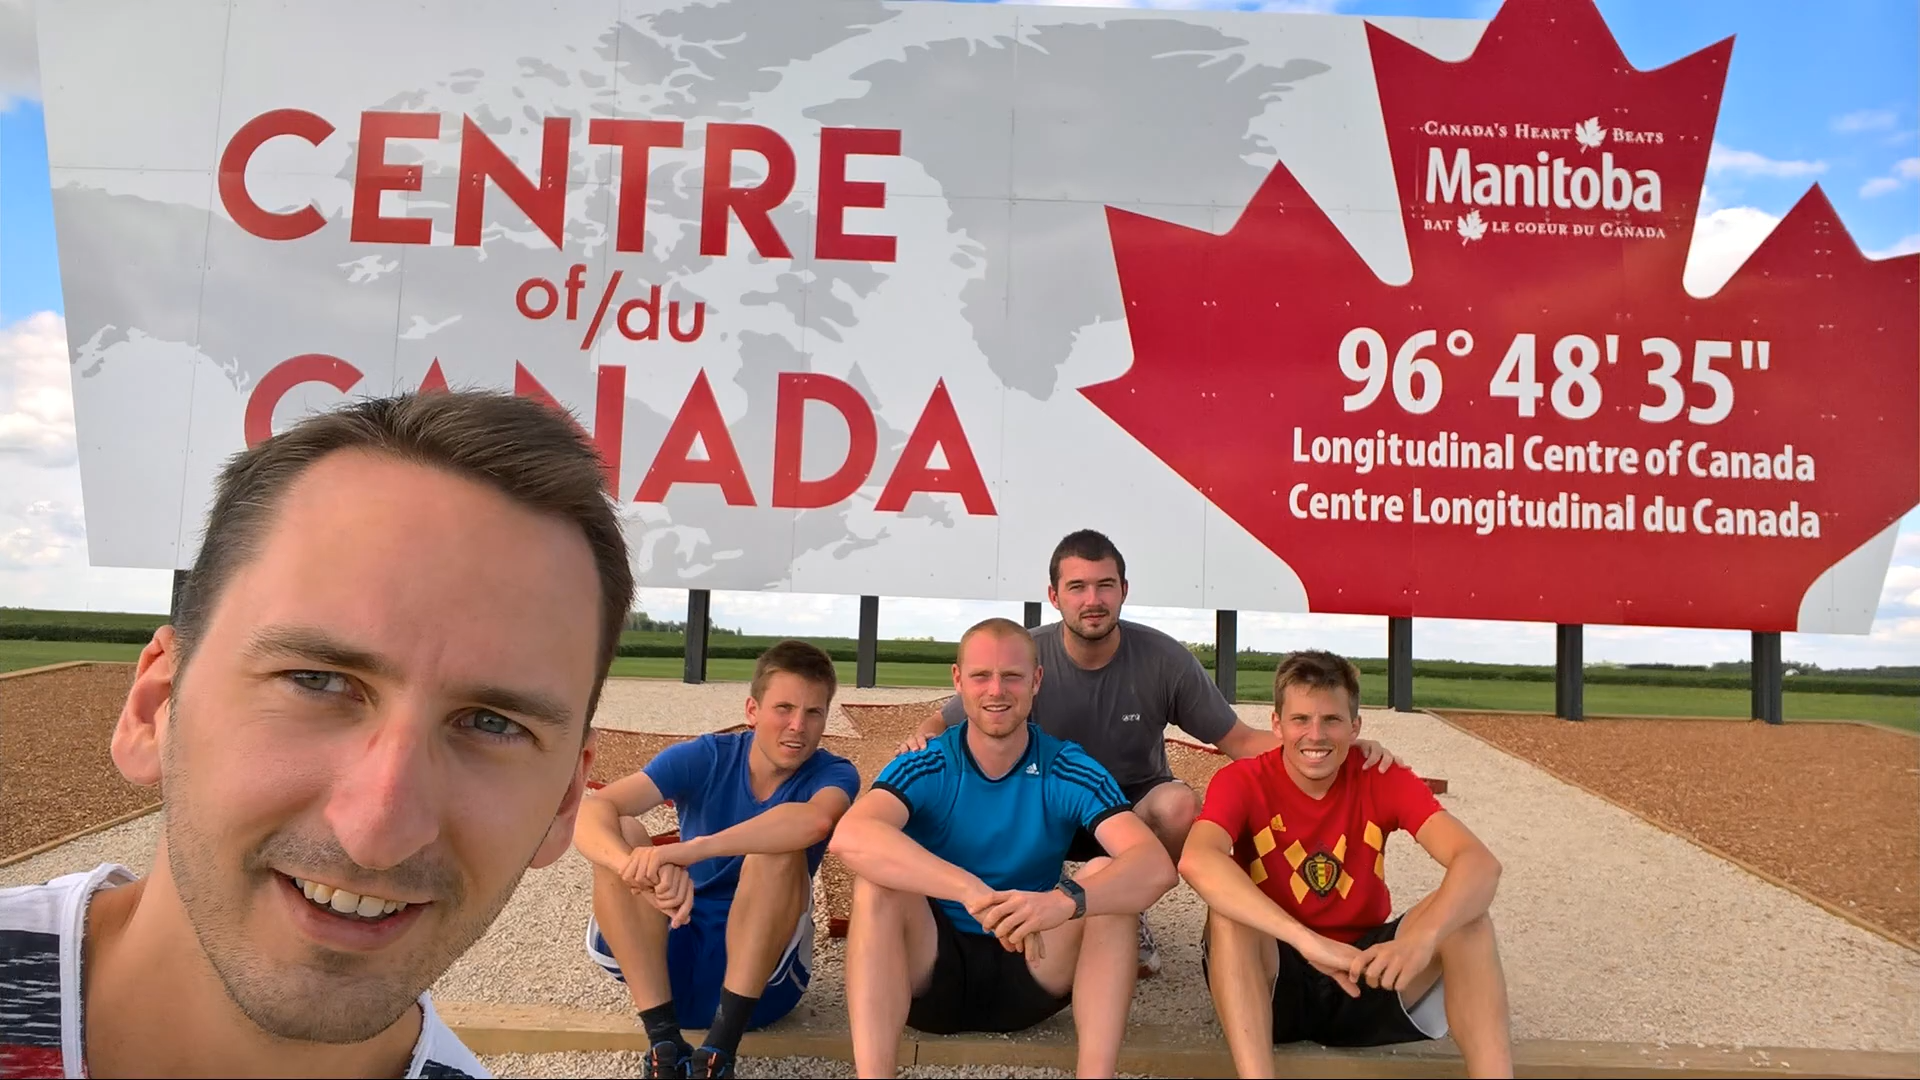 CENTRE
of/du
CANADA
CANADA'S HEART BEATS
Manitoba
BAT LE COEUR DU CANADA
96° 48' 35"
Longitudinal Centre of Canada
Centre Longitudinal du Canada